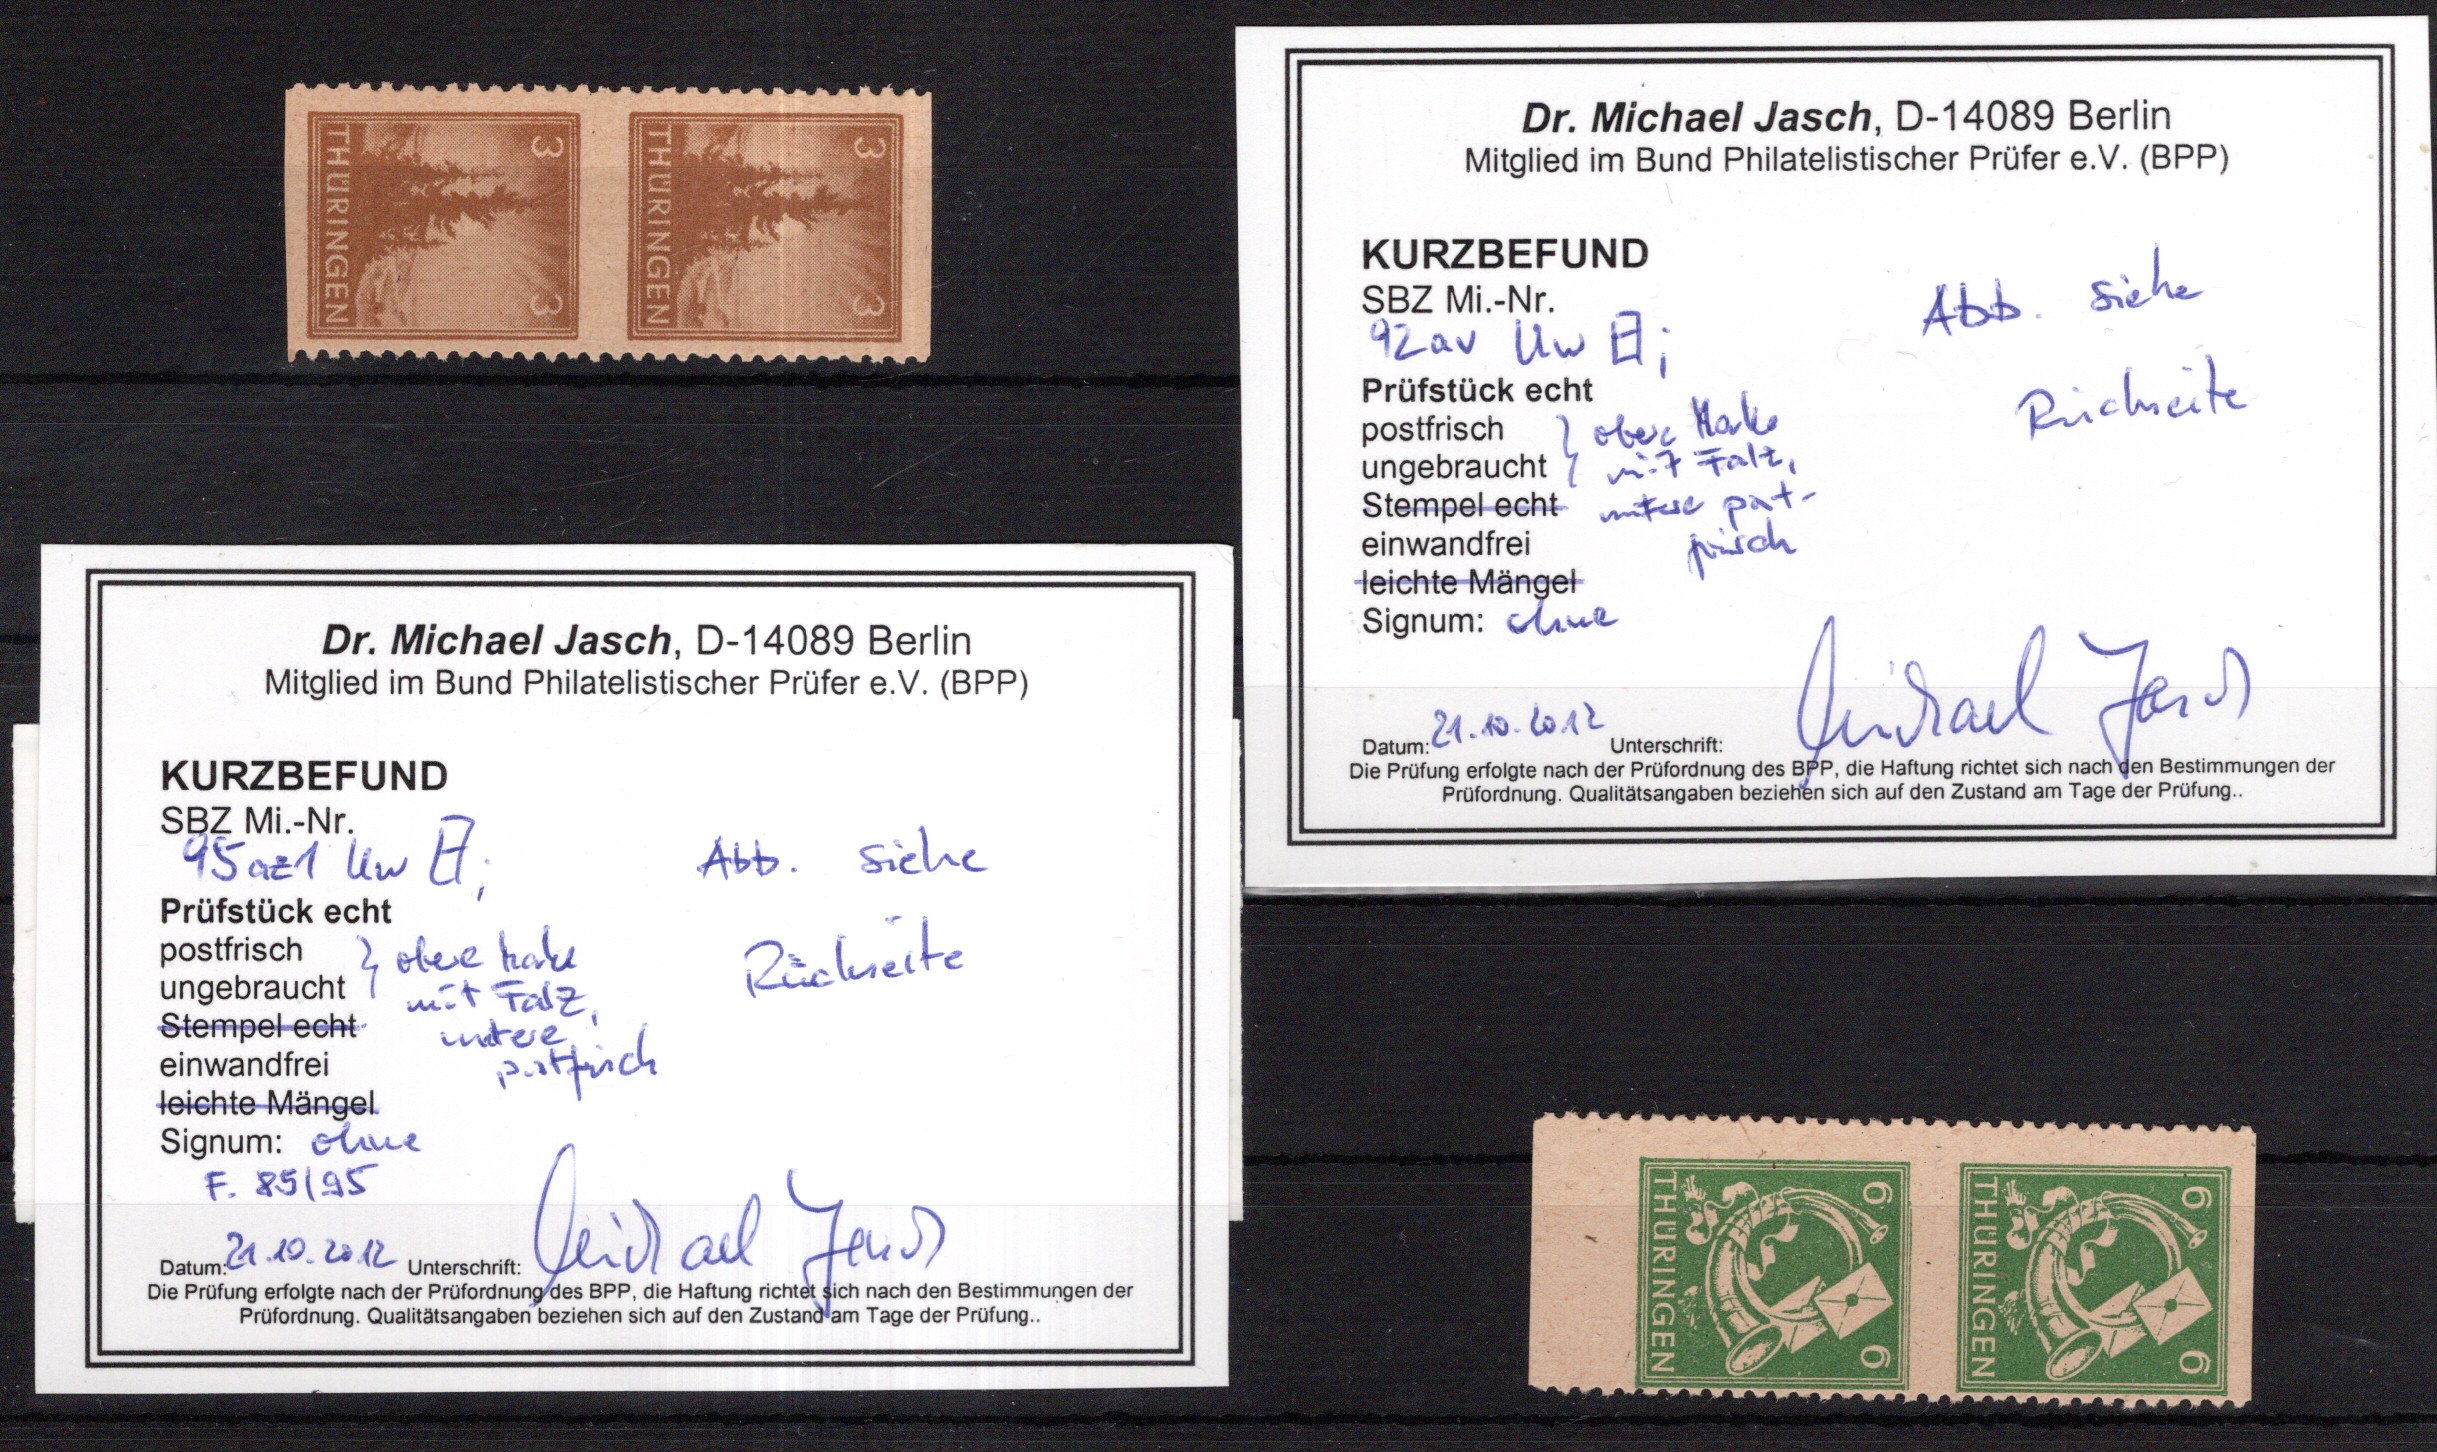 3 3
THÜRINGEN
3 3
THÜRINGEN
Dr. Michael Jasch, D-14089 Berlin
Mitglied im Bund Philatelistischer Prüfer e.V. (BPP)
KURZBEFUND
SBZ Mi.-Nr.
92av Uw
Abb. siehe
Rückseite
Prüfstück echt
postfrisch
ungebraucht
Stempel echt
einwandfrei
leichte Mängel
obere Marke
mit Falz,
untere post-
frisch
Signum: ohne
Michael Jasch
Datum: 21.10.2012 Unterschrift:
Die Prüfung erfolgte nach der Prüfordnung des BPP, die Haftung richtet sich nach den Bestimmungen der
Prüfordnung. Qualitätsangaben beziehen sich auf den Zustand am Tage der Prüfung..
Dr. Michael Jasch, D-14089 Berlin
Mitglied im Bund Philatelistischer Prüfer e.V. (BPP)
KURZBEFUND
SBZ Mi.-Nr.
95az1 Uw
Abb. siehe
Rückseite
Prüfstück echt
postfrisch
ungebraucht
Stempel echt
einwandfrei
leichte Mängel
obere Marke
mit Falz,
untere
postfrisch
Signum: ohne
F. 85/95
Michael Jasch
Datum: 21.10.2012 Unterschrift:
Die Prüfung erfolgte nach der Prüfordnung des BPP, die Haftung richtet sich nach den Bestimmungen der
Prüfordnung. Qualitätsangaben beziehen sich auf den Zustand am Tage der Prüfung..
6 6
THÜRINGEN
6 6
THÜRINGEN